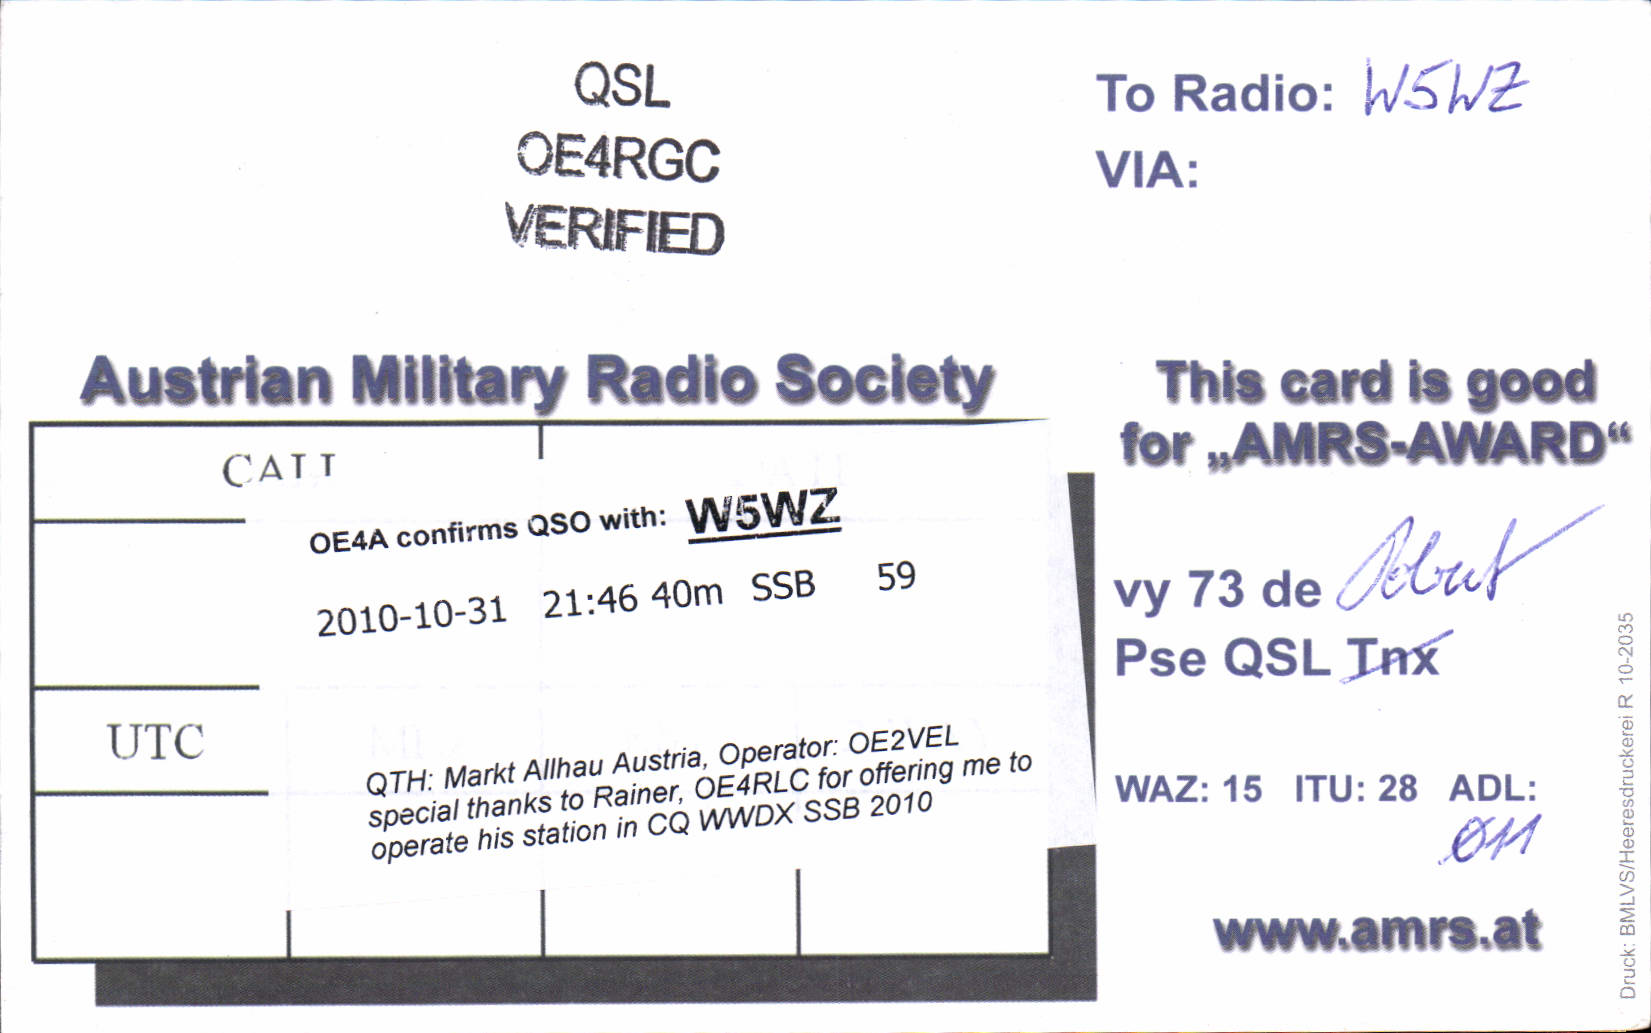 QSL
OE4RGC
VERIFIED
To Radio: W5WZ
VIA:
Austrian Military Radio Society
CALL
OE4A confirms QSO with: W5WZ
2010-10-31 21:46 40m SSB 59
UTC
QTH: Markt Allhau Austria, Operator: OE2VEL
special thanks to Rainer, OE4RLC for offering me to
operate his station in CQ WWDX SSB 2010
This card is good
for „AMRS-AWARD“
vy 73 de
Pse QSL Tnx
WAZ: 15 ITU: 28 ADL:
011
www.amrs.at
Druck: BMLVS/Heeresdruckerei R 10-2035